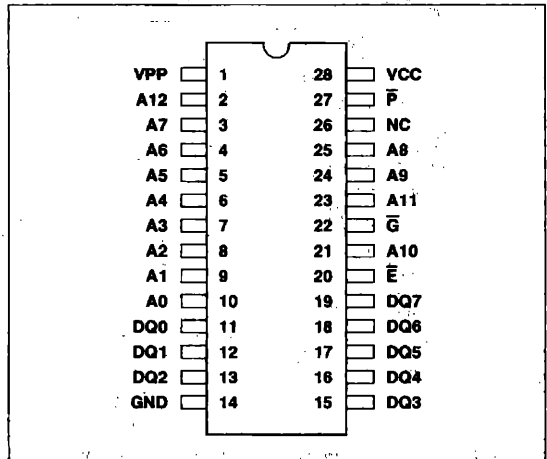 VPP 1 28 VCC
A12 2 27 P̅
A7 3 26 NC
A6 4 25 A8
A5 5 24 A9
A4 6 23 A11
A3 7 22 G̅
A2 8 21 A10
A1 9 20 E̅
A0 10 19 DQ7
DQ0 11 18 DQ6
DQ1 12 17 DQ5
DQ2 13 16 DQ4
GND 14 15 DQ3